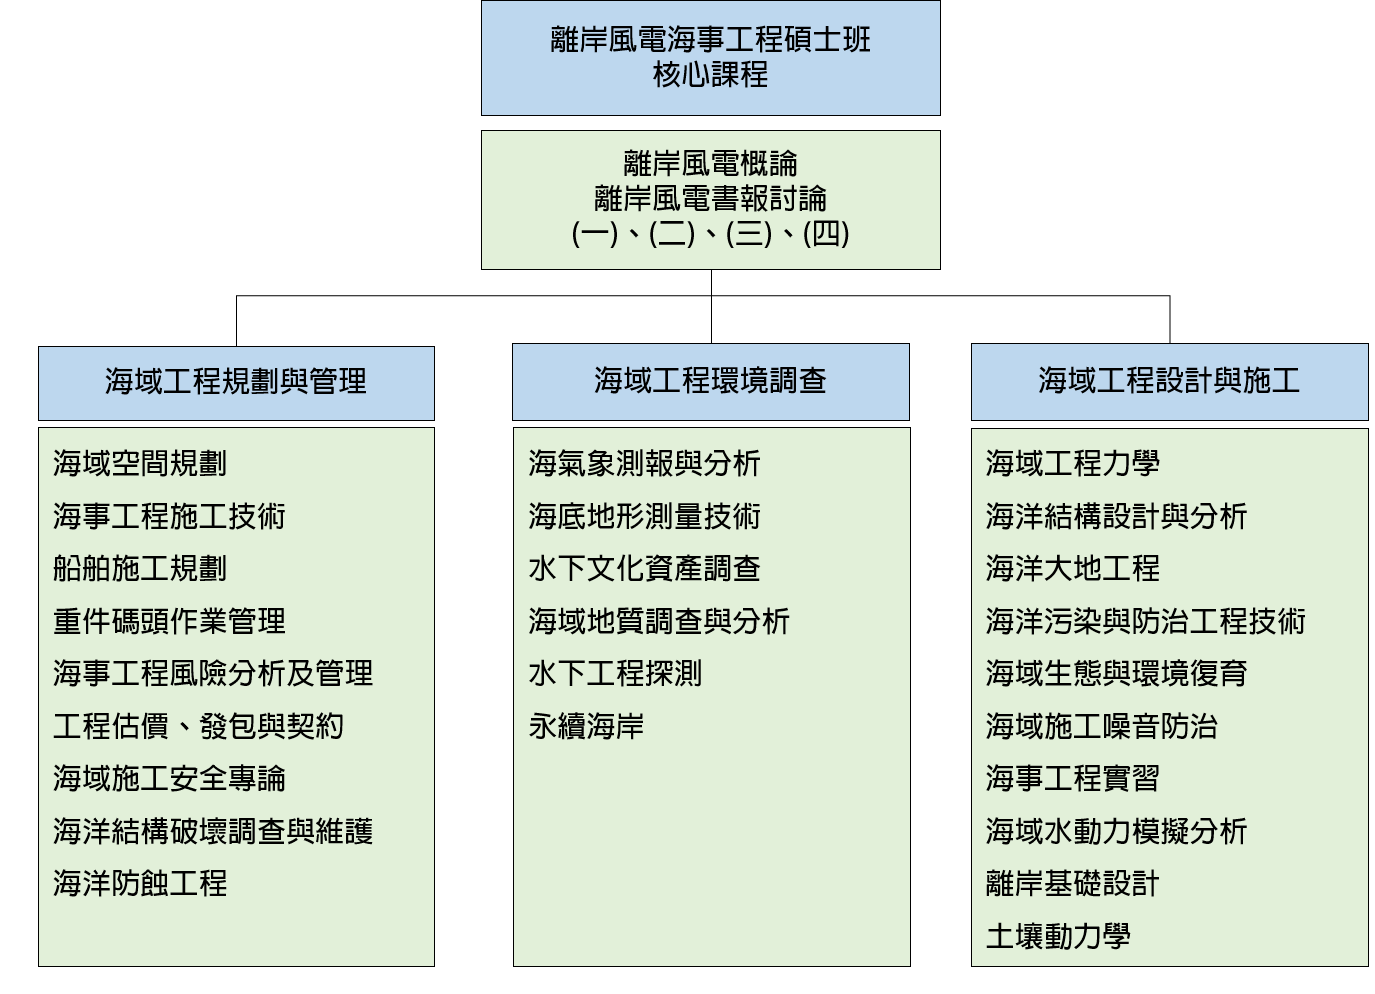 離岸風電海事工程碩士班
核心課程
離岸風電概論
離岸風電書報討論
(一)、(二)、(三)、(四)
海域工程規劃與管理
海域空間規劃
海事工程施工技術
船舶施工規劃
重件碼頭作業管理
海事工程風險分析及管理
工程估價、發包與契約
海域施工安全專論
海洋結構破壞調查與維護
海洋防蝕工程
海域工程環境調查
海氣象測報與分析
海底地形測量技術
水下文化資產調查
海域地質調查與分析
水下工程探測
永續海岸
海域工程設計與施工
海域工程力學
海洋結構設計與分析
海洋大地工程
海洋污染與防治工程技術
海域生態與環境復育
海域施工噪音防治
海事工程實習
海域水動力模擬分析
離岸基礎設計
土壤動力學